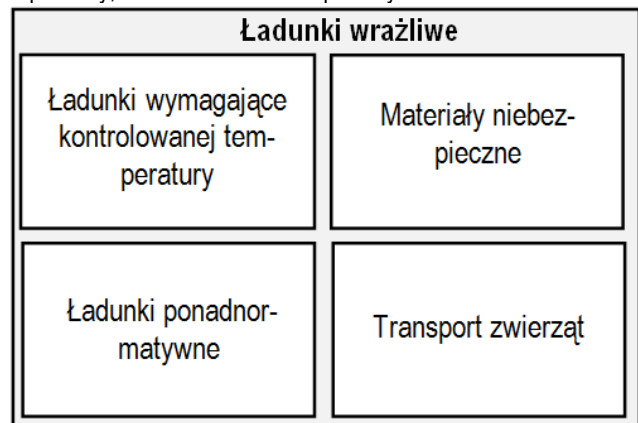 Ładunki wrażliwe
Ładunki wymagające
kontrolowanej tem-
peratury
Materiały niebez-
pieczne
Ładunki ponadnor-
matywne
Transport zwierząt